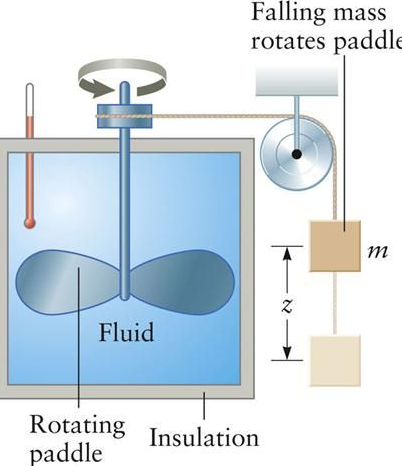 Falling mass
rotates paddle
m
z
Fluid
Rotating
paddle
Insulation